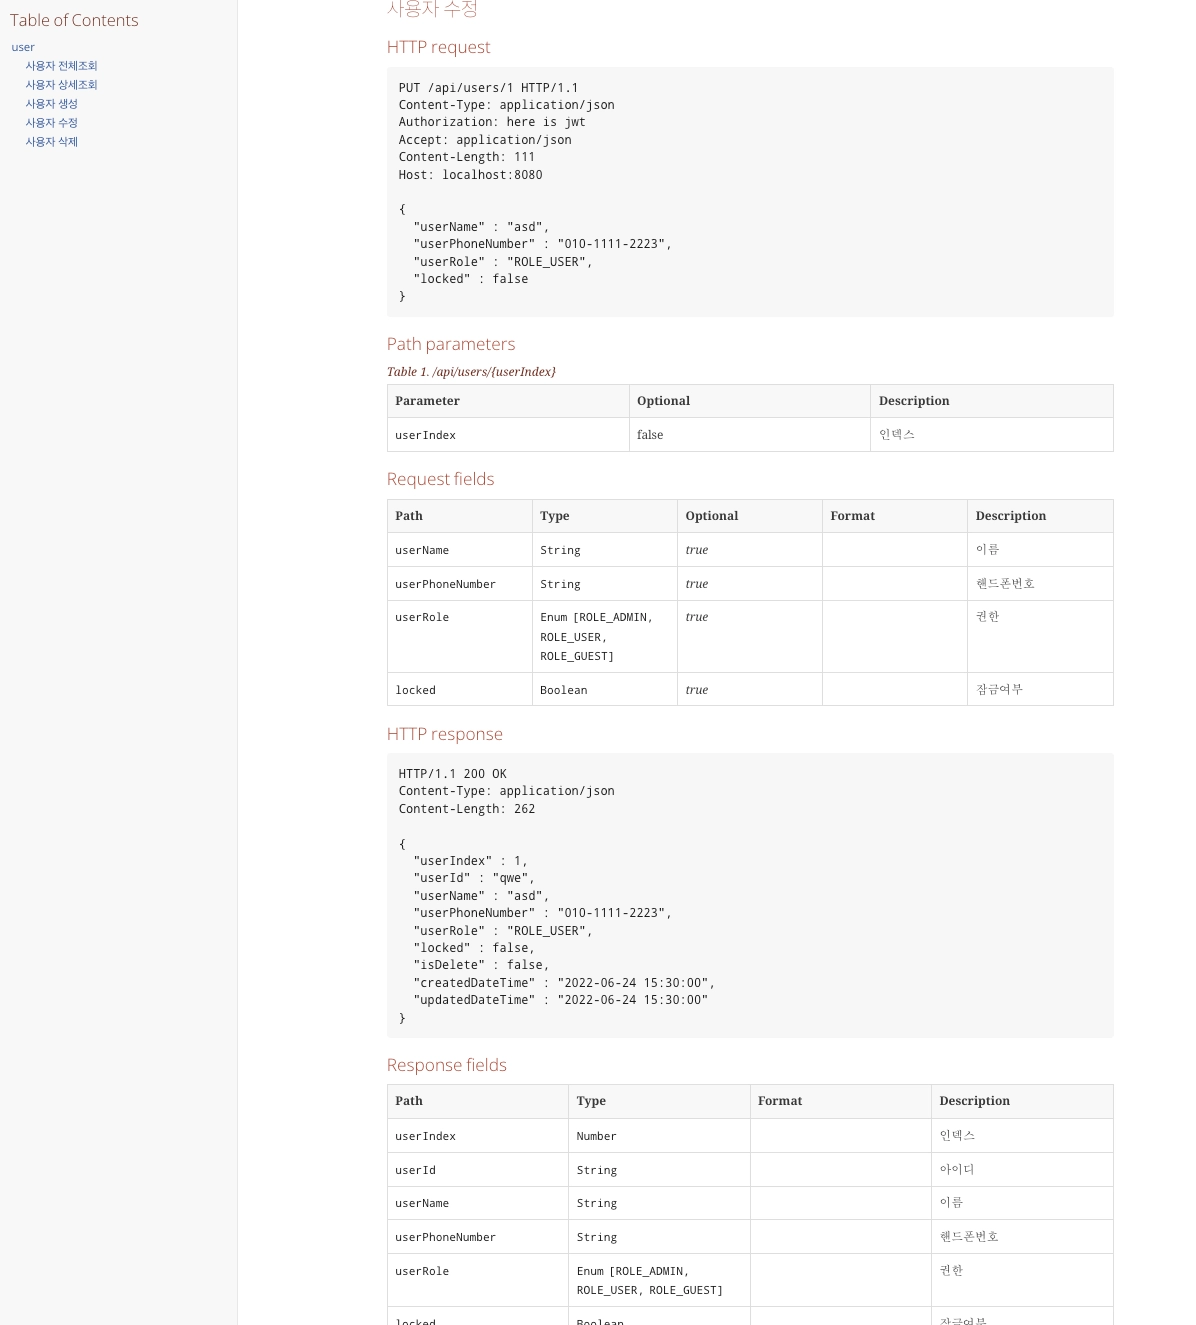 Table of Contents
user
사용자 전체조회
사용자 상세조회
사용자 생성
사용자 수정
사용자 삭제
사용자 수정
HTTP request
PUT /api/users/1 HTTP/1.1
Content-Type: application/json
Authorization: here is jwt
Accept: application/json
Content-Length: 111
Host: localhost:8080
{
"userName" : "asd",
"userPhoneNumber" : "010-1111-2223",
"userRole" : "ROLE_USER",
"locked" : false
}
Path parameters
Table 1. /api/users/{userIndex}
Parameter Optional Description
userIndex false 인덱스
Request fields
Path Type Optional Format Description
userName String true 이름
userPhoneNumber String true 핸드폰번호
userRole Enum [ROLE_ADMIN, true 권한
ROLE_USER,
ROLE_GUEST]
locked Boolean true 잠금여부
HTTP response
HTTP/1.1 200 OK
Content-Type: application/json
Content-Length: 262
{
"userIndex" : 1,
"userId" : "qwe",
"userName" : "asd",
"userPhoneNumber" : "010-1111-2223",
"userRole" : "ROLE_USER",
"locked" : false,
"isDelete" : false,
"createdDateTime" : "2022-06-24 15:30:00",
"updatedDateTime" : "2022-06-24 15:30:00"
}
Response fields
Path Type Format Description
userIndex Number 인덱스
userId String 아이디
userName String 이름
userPhoneNumber String 핸드폰번호
userRole Enum [ROLE_ADMIN, 권한
ROLE_USER, ROLE_GUEST]
locked Boolean 잠금여부